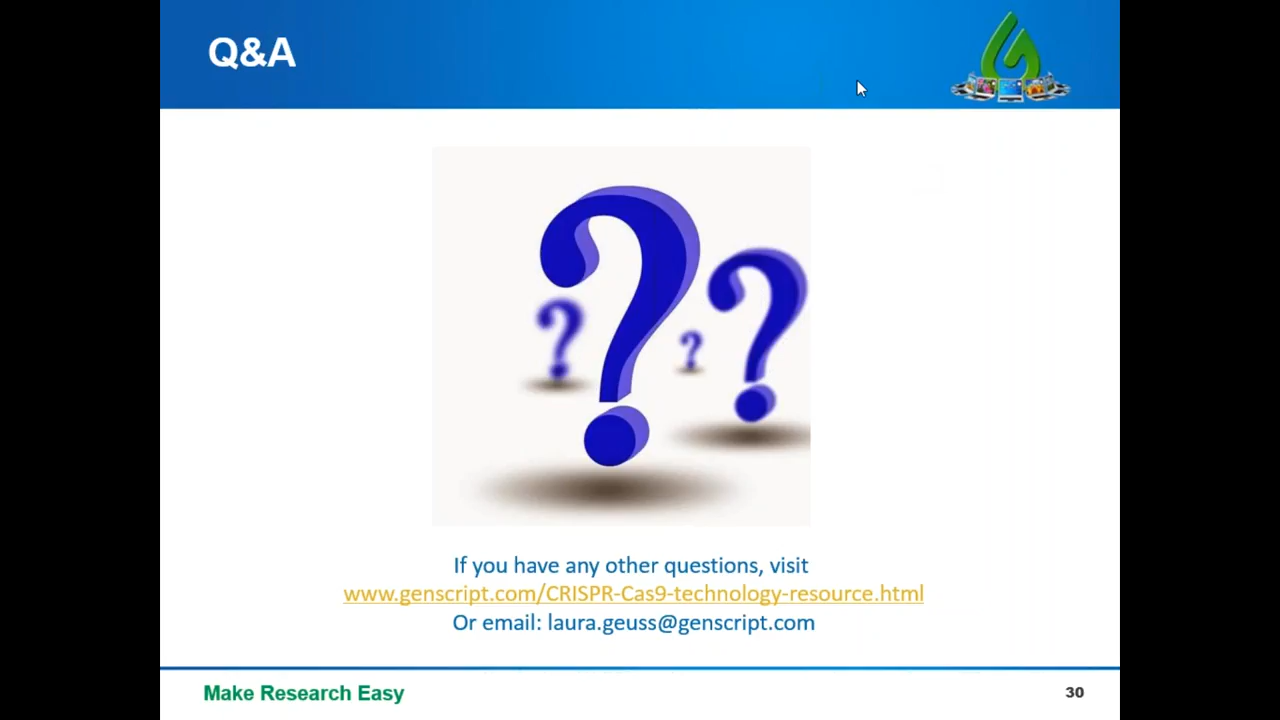 Q&A
If you have any other questions, visit
www.genscript.com/CRISPR-Cas9-technology-resource.html
Or email: laura.geuss@genscript.com
Make Research Easy
30